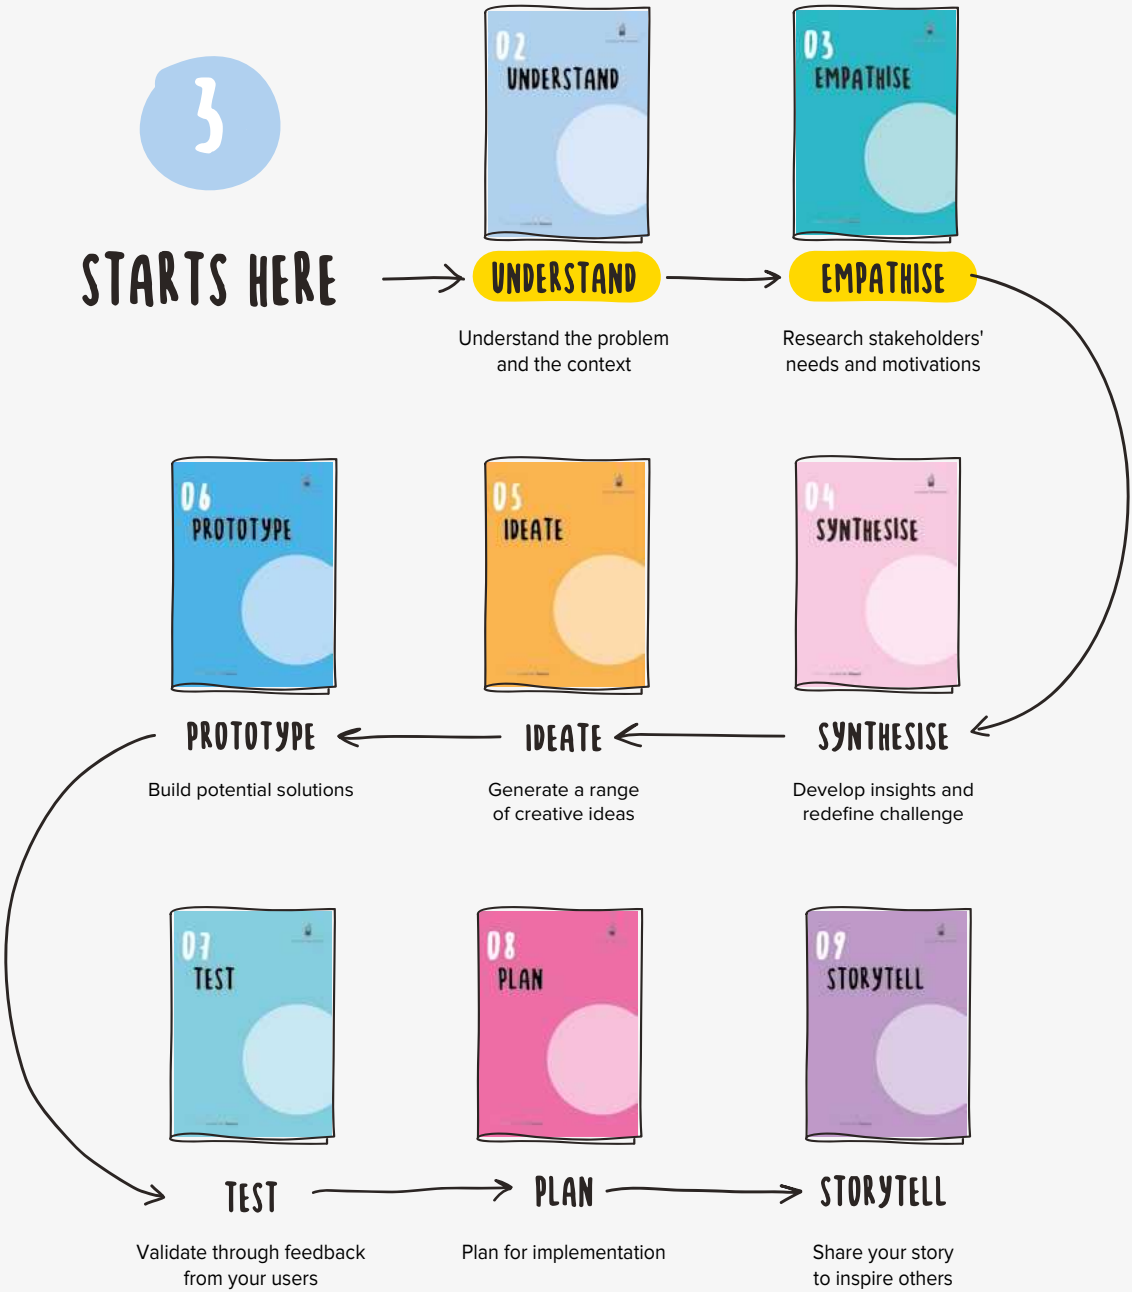 3
STARTS HERE
02
UNDERSTAND
UNDERSTAND
Understand the problem
and the context
03
EMPATHISE
EMPATHISE
Research stakeholders'
needs and motivations
04
SYNTHESISE
SYNTHESISE
Develop insights and
redefine challenge
05
IDEATE
IDEATE
Generate a range
of creative ideas
06
PROTOTYPE
PROTOTYPE
Build potential solutions
07
TEST
TEST
Validate through feedback
from your users
08
PLAN
PLAN
Plan for implementation
09
STORYTELL
STORYTELL
Share your story
to inspire others